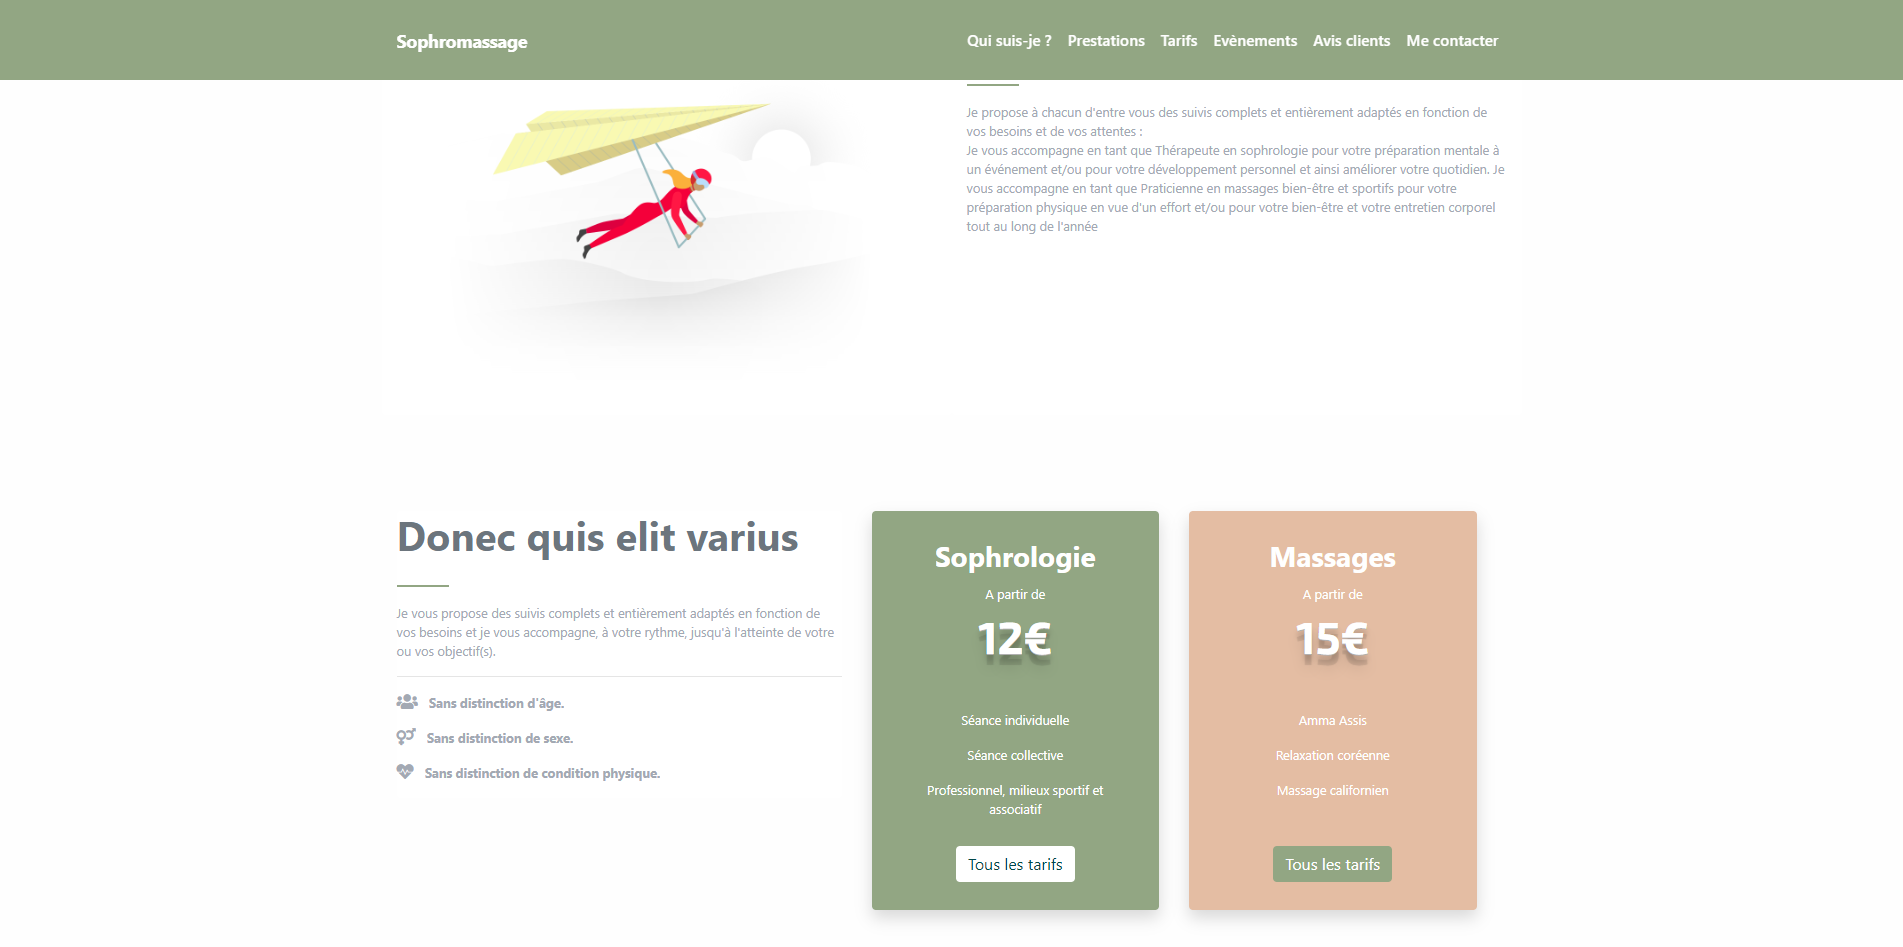 Sophromassage
Qui suis-je ? Prestations Tarifs Evènements Avis clients Me contacter
Je propose à chacun d'entre vous des suivis complets et entièrement adaptés en fonction de
vos besoins et de vos attentes :
Je vous accompagne en tant que Thérapeute en sophrologie pour votre préparation mentale à
un événement et/ou pour votre développement personnel et ainsi améliorer votre quotidien. Je
vous accompagne en tant que Praticienne en massages bien-être et sportifs pour votre
préparation physique en vue d'un effort et/ou pour votre bien-être et votre entretien corporel
tout au long de l'année
Donec quis elit varius
Je vous propose des suivis complets et entièrement adaptés en fonction de
vos besoins et je vous accompagne, à votre rythme, jusqu'à l'atteinte de votre
ou vos objectif(s).
Sans distinction d'âge.
Sans distinction de sexe.
Sans distinction de condition physique.
Sophrologie
A partir de
12€
Séance individuelle
Séance collective
Professionnel, milieux sportif et
associatif
Tous les tarifs
Massages
A partir de
15€
Amma Assis
Relaxation coréenne
Massage californien
Tous les tarifs